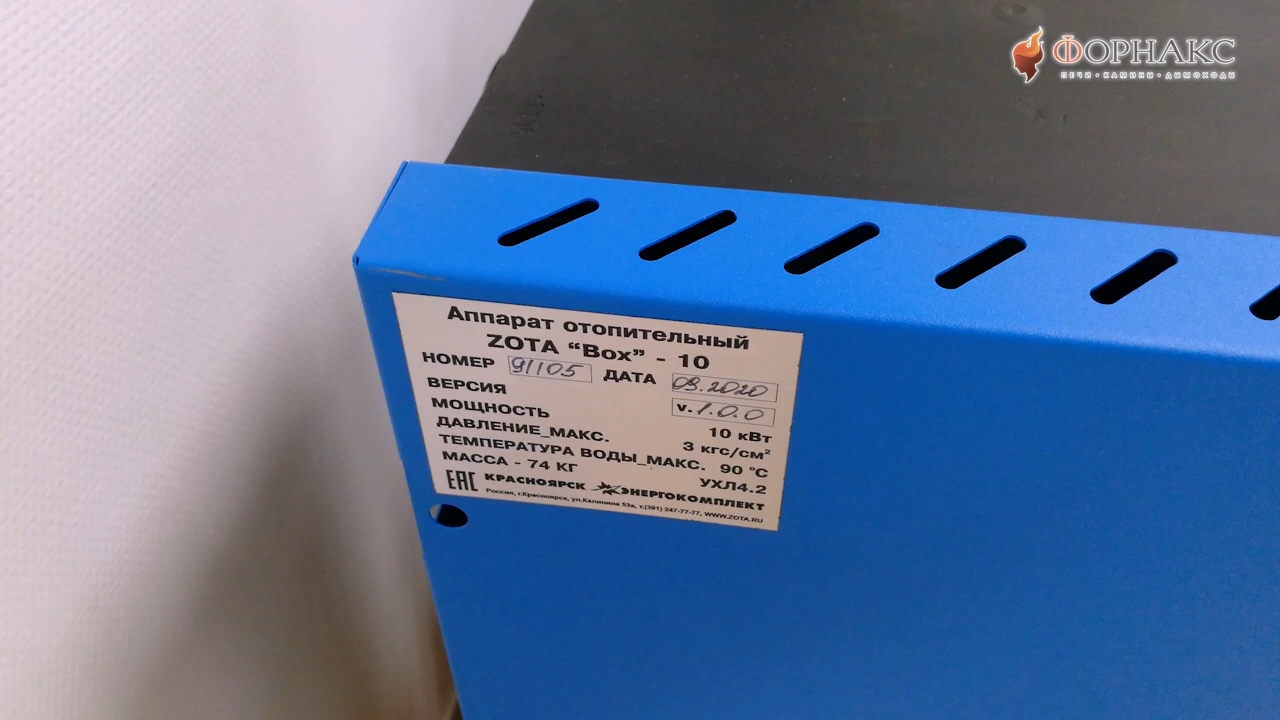 ФОРНАКС
ПЕЧИ • КАМИНЫ • ДЫМОХОДЫ
Аппарат отопительный
ZOTA “Box” - 10
НОМЕР 91105 ДАТА 09.2020
ВЕРСИЯ v.1.0.0
МОЩНОСТЬ 10 кВт
ДАВЛЕНИЕ_МАКС. 3 кгс/см²
ТЕМПЕРАТУРА ВОДЫ_МАКС. 90 °С
МАССА - 74 КГ УХЛ4.2
ЕАС КРАСНОЯРСК ЭНЕРГОКОМПЛЕКТ
Россия, г.Красноярск, ул.Калинина 53а, т.(391) 247-77-77, WWW.ZOTA.RU